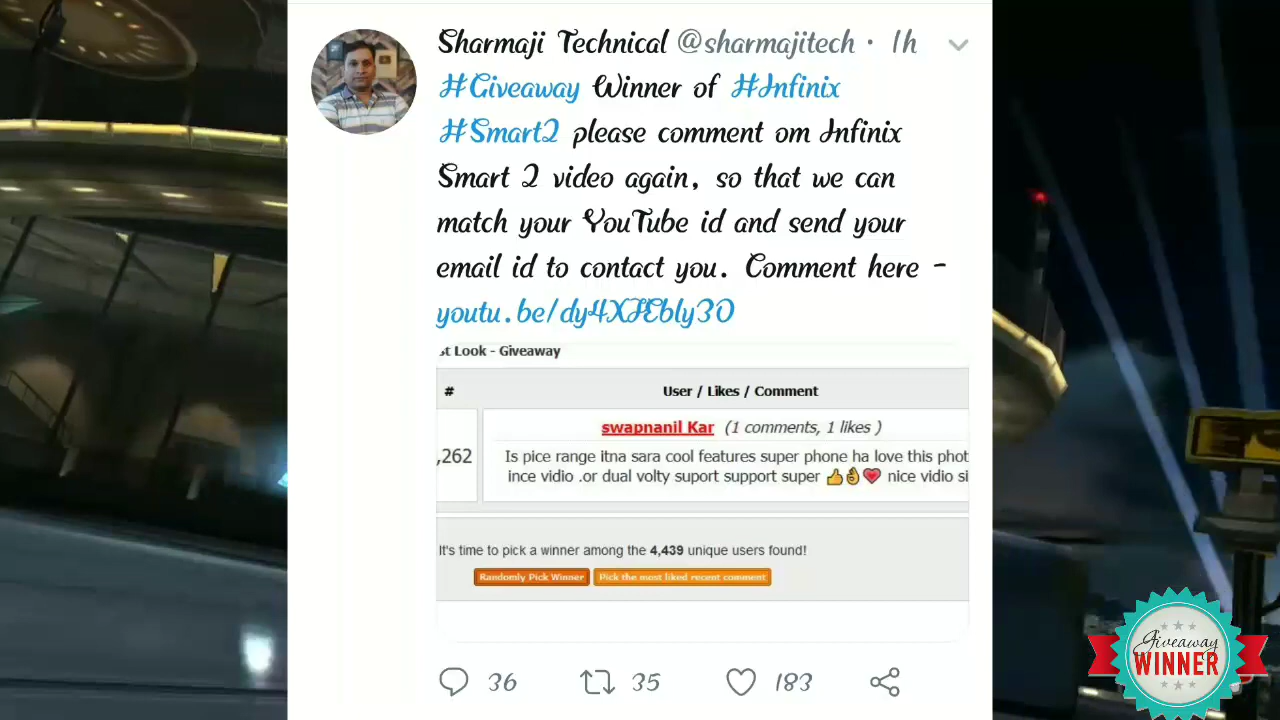 Sharmaji Technical @sharmajitech · 1h
#Giveaway Winner of #Infinix
#Smart2 please comment om Infinix
Smart 2 video again, so that we can
match your YouTube id and send your
email id to contact you. Comment here -
youtu.be/dy4XHEbly30
st Look - Giveaway
# User / Likes / Comment
swapnanil Kar (1 comments, 1 likes )
,262 Is pice range itna sara cool features super phone ha love this phot
ince vidio .or dual volty suport support super 👍👌💗 nice vidio si
It's time to pick a winner among the 4,439 unique users found!
Randomly Pick Winner Pick the most liked recent comment
36 35 183
Giveaway
WINNER